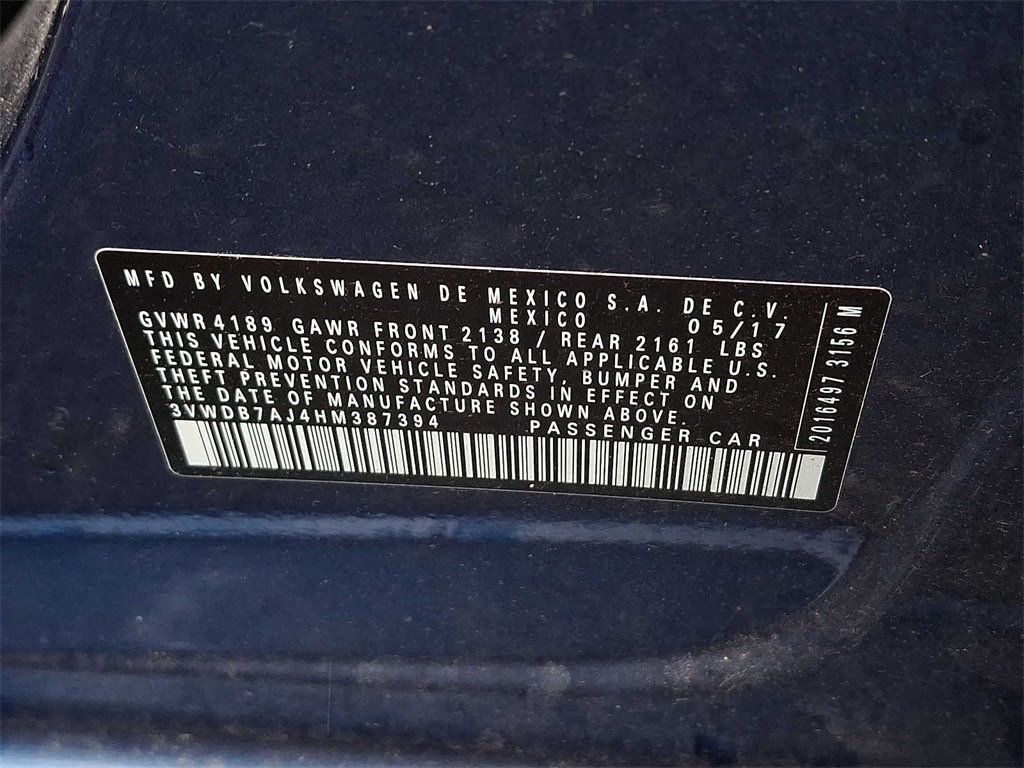 MFD BY VOLKSWAGEN DE MEXICO S.A. DE C.V.
MEXICO 05/17
GVWR 4189 GAWR FRONT 2138 / REAR 2161 LBS
THIS VEHICLE CONFORMS TO ALL APPLICABLE U.S.
FEDERAL MOTOR VEHICLE SAFETY, BUMPER AND
THEFT PREVENTION STANDARDS IN EFFECT ON
THE DATE OF MANUFACTURE SHOWN ABOVE.
3VWDB7AJ4HM387394 PASSENGER CAR
2016497 3156 M